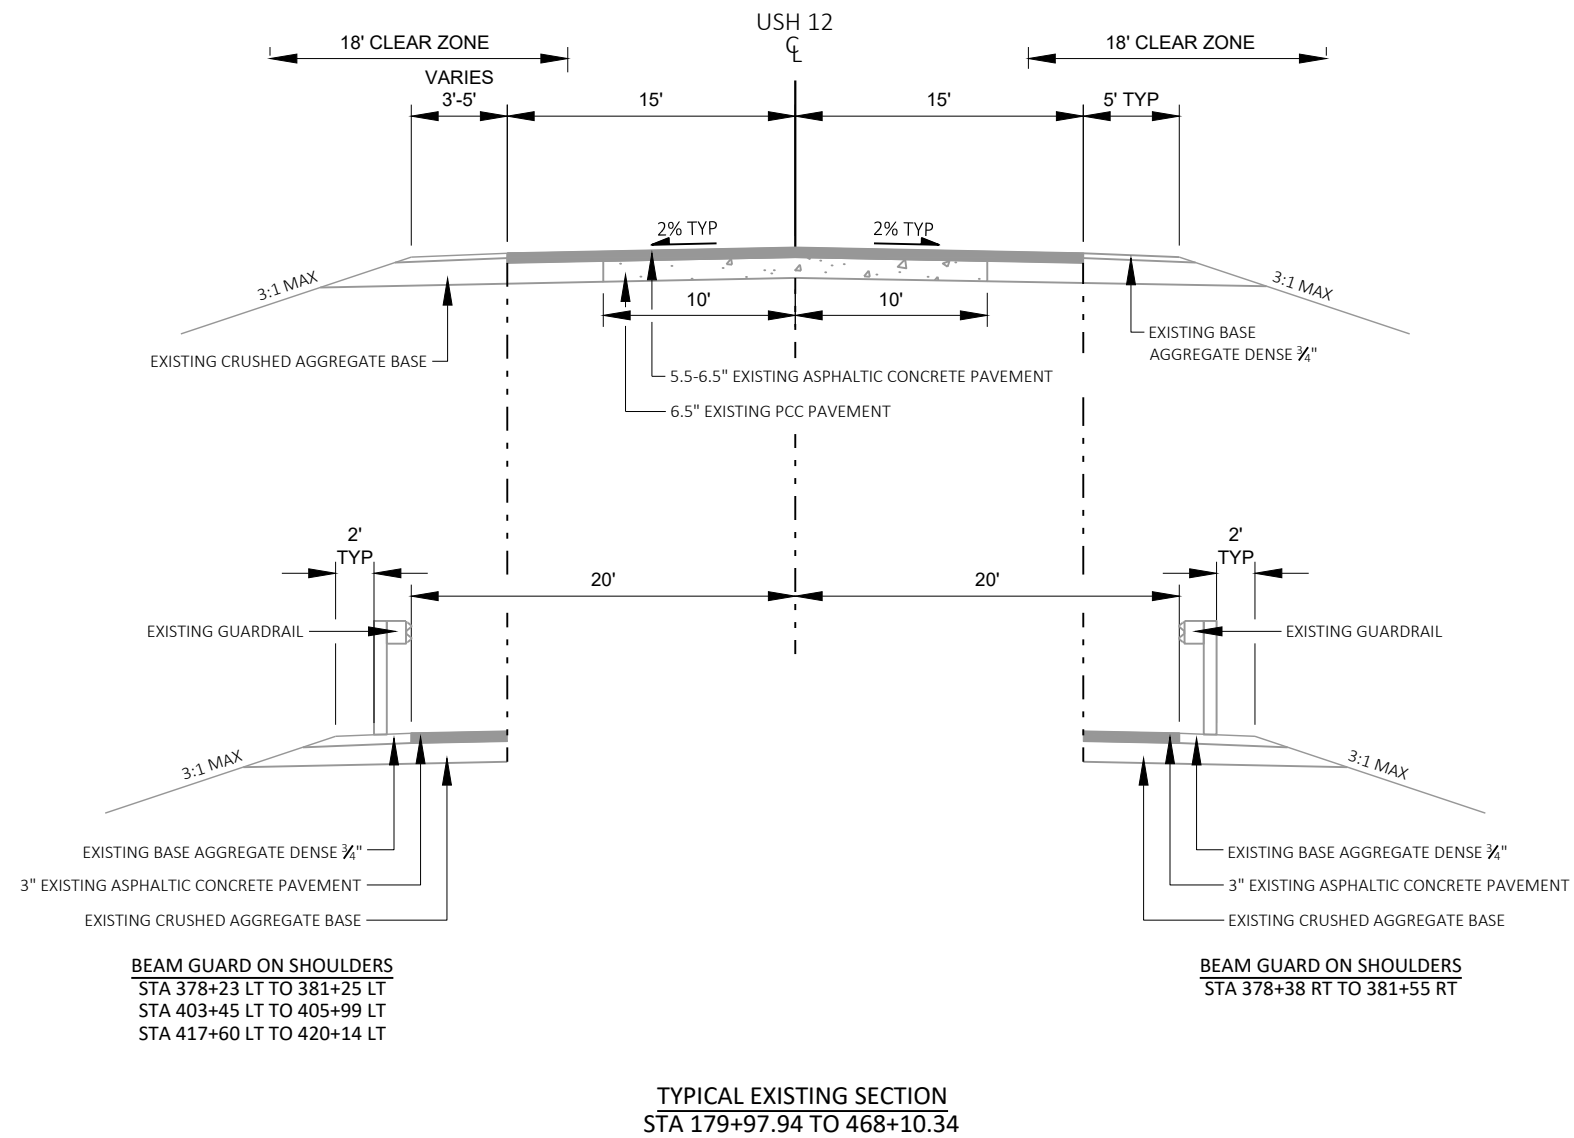 USH 12
℄
18' CLEAR ZONE
18' CLEAR ZONE
VARIES
3'-5'
15'
15'
5' TYP
2% TYP
2% TYP
3:1 MAX
3:1 MAX
10'
10'
EXISTING CRUSHED AGGREGATE BASE
EXISTING BASE
AGGREGATE DENSE ¾"
5.5-6.5" EXISTING ASPHALTIC CONCRETE PAVEMENT
6.5" EXISTING PCC PAVEMENT
2'
TYP
20'
20'
2'
TYP
EXISTING GUARDRAIL
EXISTING GUARDRAIL
3:1 MAX
3:1 MAX
EXISTING BASE AGGREGATE DENSE ¾"
3" EXISTING ASPHALTIC CONCRETE PAVEMENT
EXISTING CRUSHED AGGREGATE BASE
EXISTING BASE AGGREGATE DENSE ¾"
3" EXISTING ASPHALTIC CONCRETE PAVEMENT
EXISTING CRUSHED AGGREGATE BASE
BEAM GUARD ON SHOULDERS
STA 378+23 LT TO 381+25 LT
STA 403+45 LT TO 405+99 LT
STA 417+60 LT TO 420+14 LT
BEAM GUARD ON SHOULDERS
STA 378+38 RT TO 381+55 RT
TYPICAL EXISTING SECTION
STA 179+97.94 TO 468+10.34